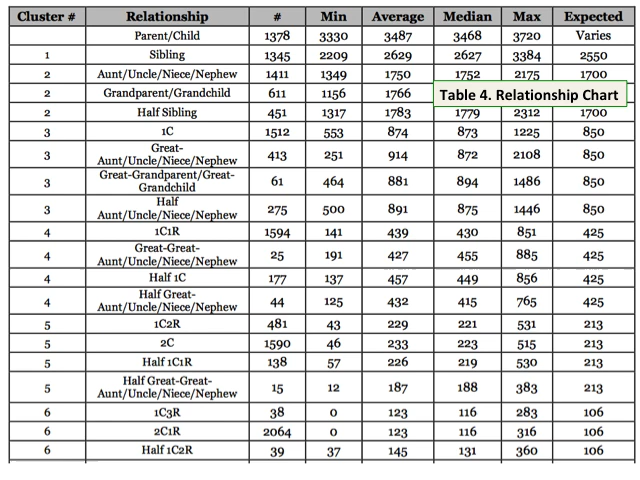 Cluster # Relationship # Min Average Median Max Expected
Parent/Child 1378 3330 3487 3468 3720 Varies
1 Sibling 1345 2209 2629 2627 3384 2550
2 Aunt/Uncle/Niece/Nephew 1411 1349 1750 1752 2175 1700
2 Grandparent/Grandchild 611 1156 1766
Table 4. Relationship Chart
2 Half Sibling 451 1317 1783 1779 2312 1700
3 1C 1512 553 874 873 1225 850
3 Great-
Aunt/Uncle/Niece/Nephew 413 251 914 872 2108 850
3 Great-Grandparent/Great-
Grandchild 61 464 881 894 1486 850
3 Half
Aunt/Uncle/Niece/Nephew 275 500 891 875 1446 850
4 1C1R 1594 141 439 430 851 425
4 Great-Great-
Aunt/Uncle/Niece/Nephew 25 191 427 455 885 425
4 Half 1C 177 137 457 449 856 425
4 Half Great-
Aunt/Uncle/Niece/Nephew 44 125 432 415 765 425
5 1C2R 481 43 229 221 531 213
5 2C 1590 46 233 223 515 213
5 Half 1C1R 138 57 226 219 530 213
5 Half Great-Great-
Aunt/Uncle/Niece/Nephew 15 12 187 188 383 213
6 1C3R 38 0 123 116 283 106
6 2C1R 2064 0 123 116 316 106
6 Half 1C2R 39 37 145 131 360 106